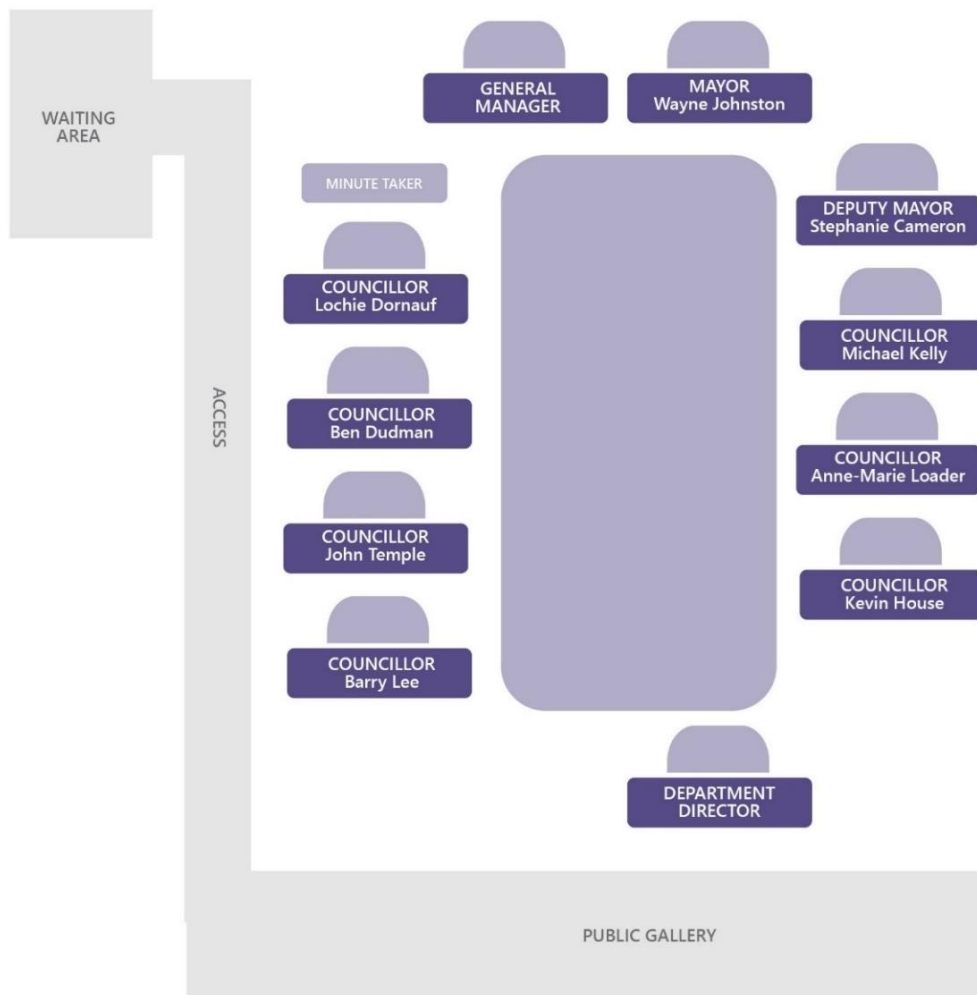 WAITING
AREA
GENERAL
MANAGER
MAYOR
Wayne Johnston
MINUTE TAKER
DEPUTY MAYOR
Stephanie Cameron
COUNCILLOR
Lochie Dornauf
COUNCILLOR
Michael Kelly
ACCESS
COUNCILLOR
Ben Dudman
COUNCILLOR
Anne-Marie Loader
COUNCILLOR
John Temple
COUNCILLOR
Kevin House
COUNCILLOR
Barry Lee
DEPARTMENT
DIRECTOR
PUBLIC GALLERY